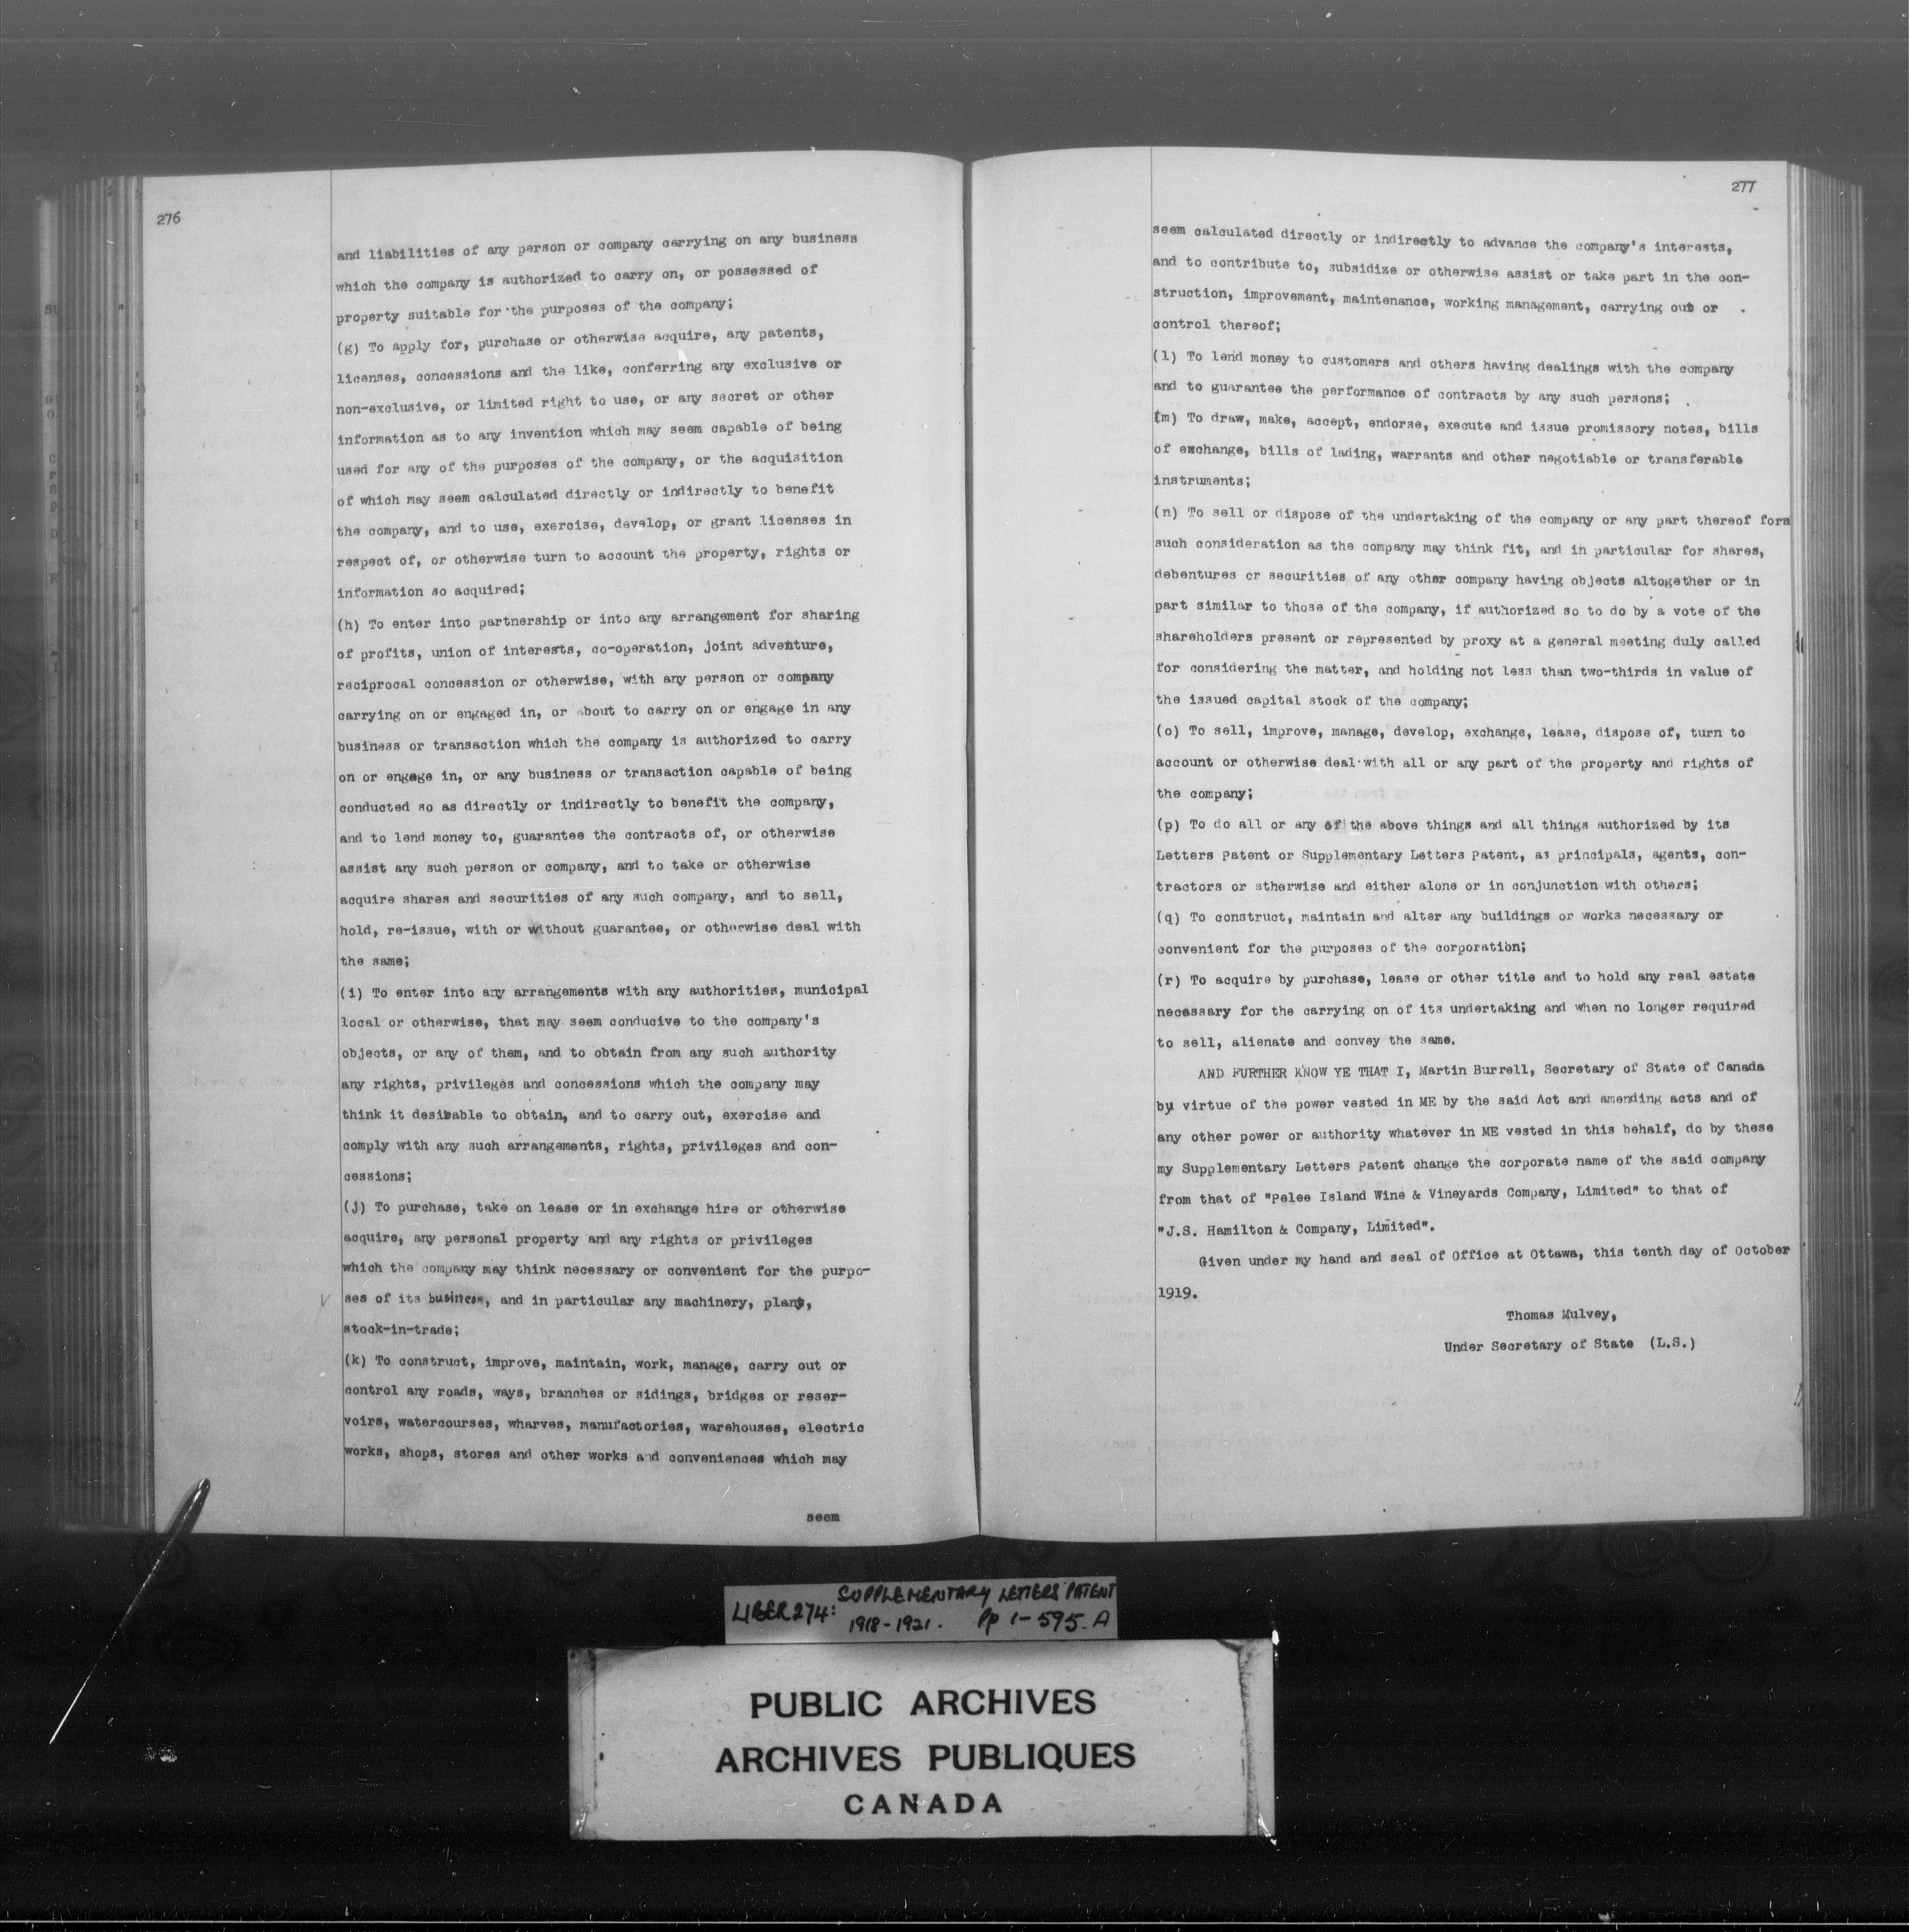 276
and liabilities of any person or company carrying on any business
which the company is authorized to carry on, or possessed of
property suitable for the purposes of the company;
(g) To apply for, purchase or otherwise acquire, any patents,
licenses, concessions and the like, conferring any exclusive or
non-exclusive, or limited right to use, or any secret or other
information as to any invention which may seem capable of being
used for any of the purposes of the company, or the acquisition
of which may seem calculated directly or indirectly to benefit
the company, and to use, exercise, develop, or grant licenses in
respect of, or otherwise turn to account the property, rights or
information so acquired;
(h) To enter into partnership or into any arrangement for sharing
of profits, union of interests, co-operation, joint adventure,
reciprocal concession or otherwise, with any person or company
carrying on or engaged in, or about to carry on or engage in any
business or transaction which the company is authorized to carry
on or engage in, or any business or transaction capable of being
conducted so as directly or indirectly to benefit the company,
and to lend money to, guarantee the contracts of, or otherwise
assist any such person or company, and to take or otherwise
acquire shares and securities of any such company, and to sell,
hold, re-issue, with or without guarantee, or otherwise deal with
the same;
(i) To enter into any arrangements with any authorities, municipal
local or otherwise, that may seem conducive to the company's
objects, or any of them, and to obtain from any such authority
any rights, privileges and concessions which the company may
think it desirable to obtain, and to carry out, exercise and
comply with any such arrangements, rights, privileges and con-
cessions;
(j) To purchase, take on lease or in exchange hire or otherwise
acquire, any personal property and any rights or privileges
which the company may think necessary or convenient for the purpo-
ses of its business, and in particular any machinery, plant,
stock-in-trade;
(k) To construct, improve, maintain, work, manage, carry out or
control any roads, ways, branches or sidings, bridges or reser-
voirs, watercourses, wharves, manufactories, warehouses, electric
works, shops, stores and other works and conveniences which may
seem
277
seem calculated directly or indirectly to advance the company's interests,
and to contribute to, subsidize or otherwise assist or take part in the con-
struction, improvement, maintenance, working management, carrying out or
control thereof;
(l) To lend money to customers and others having dealings with the company
and to guarantee the performance of contracts by any such persons;
(m) To draw, make, accept, endorse, execute and issue promissory notes, bills
of exchange, bills of lading, warrants and other negotiable or transferable
instruments;
(n) To sell or dispose of the undertaking of the company or any part thereof fors
such consideration as the company may think fit, and in particular for shares,
debentures or securities of any other company having objects altogether or in
part similar to those of the company, if authorized so to do by a vote of the
shareholders present or represented by proxy at a general meeting duly called
for considering the matter, and holding not less than two-thirds in value of
the issued capital stock of the company;
(o) To sell, improve, manage, develop, exchange, lease, dispose of, turn to
account or otherwise deal with all or any part of the property and rights of
the company;
(p) To do all or any of the above things and all things authorized by its
Letters Patent or Supplementary Letters Patent, as principals, agents, con-
tractors or otherwise and either alone or in conjunction with others;
(q) To construct, maintain and alter any buildings or works necessary or
convenient for the purposes of the corporation;
(r) To acquire by purchase, lease or other title and to hold any real estate
necessary for the carrying on of its undertaking and when no longer required
to sell, alienate and convey the same.
AND FURTHER KNOW YE THAT I, Martin Burrell, Secretary of State of Canada
by virtue of the power vested in ME by the said Act and amending acts and of
any other power or authority whatever in ME vested in this behalf, do by these
my Supplementary Letters Patent change the corporate name of the said company
from that of "Pelee Island Wine & Vineyards Company, Limited" to that of
"J.S. Hamilton & Company, Limited".
Given under my hand and seal of Office at Ottawa, this tenth day of October
1919.
Thomas Mulvey,
Under Secretary of State (L.S.)
LIBER 274: SUPPLEMENTARY LETTERS PATENT
1918-1921. Pp 1-595. A
PUBLIC ARCHIVES
ARCHIVES PUBLIQUES
CANADA